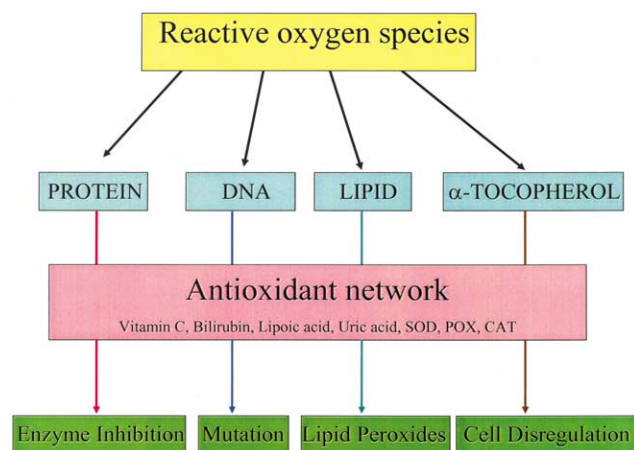 Reactive oxygen species
PROTEIN
DNA
LIPID
α-TOCOPHEROL
Antioxidant network
Vitamin C, Bilirubin, Lipoic acid, Uric acid, SOD, POX, CAT
Enzyme Inhibition
Mutation
Lipid Peroxides
Cell Disregulation